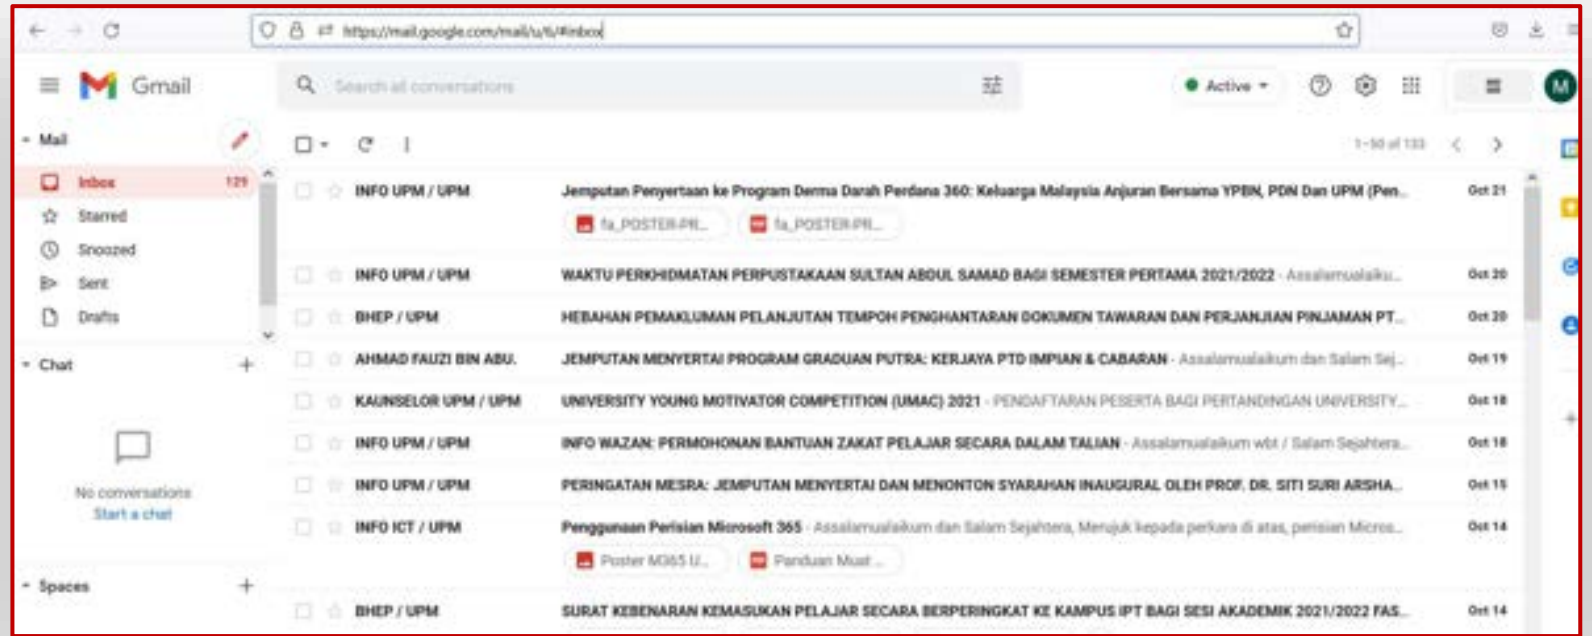 https://mail.google.com/mail/u/6/#inbox
Gmail
Search all conversations
Active
M
Mail
1–50 of 133
Inbox 129
Starred
Snoozed
Sent
Drafts
Chat
No conversations
Start a chat
Spaces
INFO UPM / UPM Jemputan Penyertaan ke Program Derma Darah Perdana 360: Keluarga Malaysia Anjuran Bersama YPBN, PDN Dan UPM (Pen... Oct 21
fa_POSTER-PR... PDF fa_POSTER-PR...
INFO UPM / UPM WAKTU PERKHIDMATAN PERPUSTAKAAN SULTAN ABDUL SAMAD BAGI SEMESTER PERTAMA 2021/2022 - Assalamualaiku... Oct 20
BHEP / UPM HEBAHAN PEMAKLUMAN PELANJUTAN TEMPOH PENGHANTARAN DOKUMEN TAWARAN DAN PERJANJIAN PINJAMAN PT... Oct 20
AHMAD FAUZI BIN ABU. JEMPUTAN MENYERTAI PROGRAM GRADUAN PUTRA: KERJAYA PTD IMPIAN & CABARAN - Assalamualaikum dan Salam Sej... Oct 19
KAUNSELOR UPM / UPM UNIVERSITY YOUNG MOTIVATOR COMPETITION (UMAC) 2021 - PENDAFTARAN PESERTA BAGI PERTANDINGAN UNIVERSITY... Oct 18
INFO UPM / UPM INFO WAZAN: PERMOHONAN BANTUAN ZAKAT PELAJAR SECARA DALAM TALIAN - Assalamualaikum wbt / Salam Sejahtera... Oct 18
INFO UPM / UPM PERINGATAN MESRA: JEMPUTAN MENYERTAI DAN MENONTON SYARAHAN INAUGURAL OLEH PROF. DR. SITI SURI ARSHA... Oct 15
INFO ICT / UPM Penggunaan Perisian Microsoft 365 - Assalamualaikum dan Salam Sejahtera, Merujuk kepada perkara di atas, perisian Micros... Oct 14
Poster M365 U... PDF Panduan Muat ...
BHEP / UPM SURAT KEBENARAN KEMASUKAN PELAJAR SECARA BERPERINGKAT KE KAMPUS IPT BAGI SESI AKADEMIK 2021/2022 FAS... Oct 14